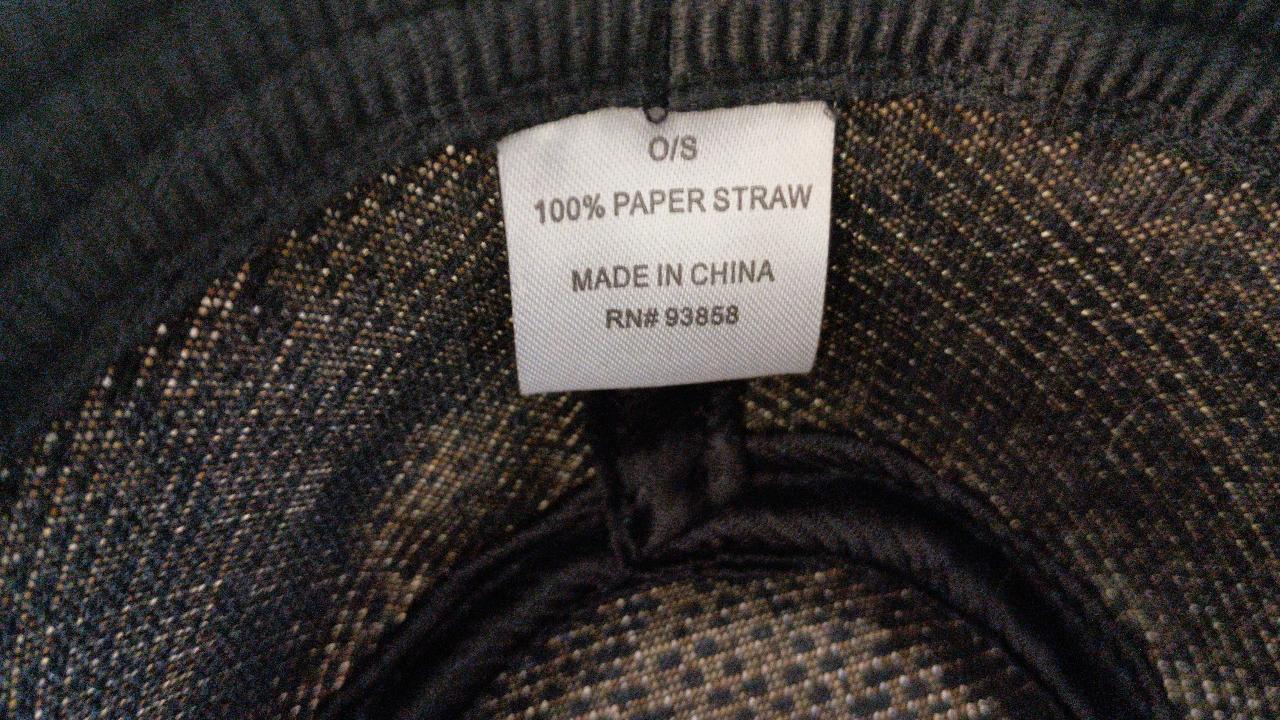 O/S
100% PAPER STRAW
MADE IN CHINA
RN# 93858